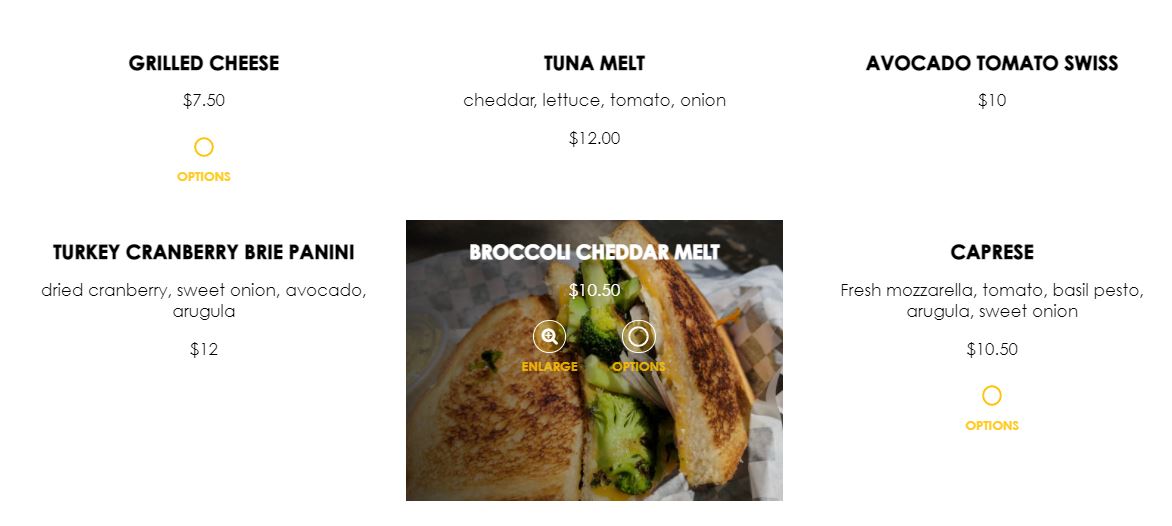 GRILLED CHEESE
$7.50
OPTIONS
TUNA MELT
cheddar, lettuce, tomato, onion
$12.00
AVOCADO TOMATO SWISS
$10
TURKEY CRANBERRY BRIE PANINI
dried cranberry, sweet onion, avocado,
arugula
$12
BROCCOLI CHEDDAR MELT
$10.50
ENLARGE
OPTIONS
CAPRESE
Fresh mozzarella, tomato, basil pesto,
arugula, sweet onion
$10.50
OPTIONS